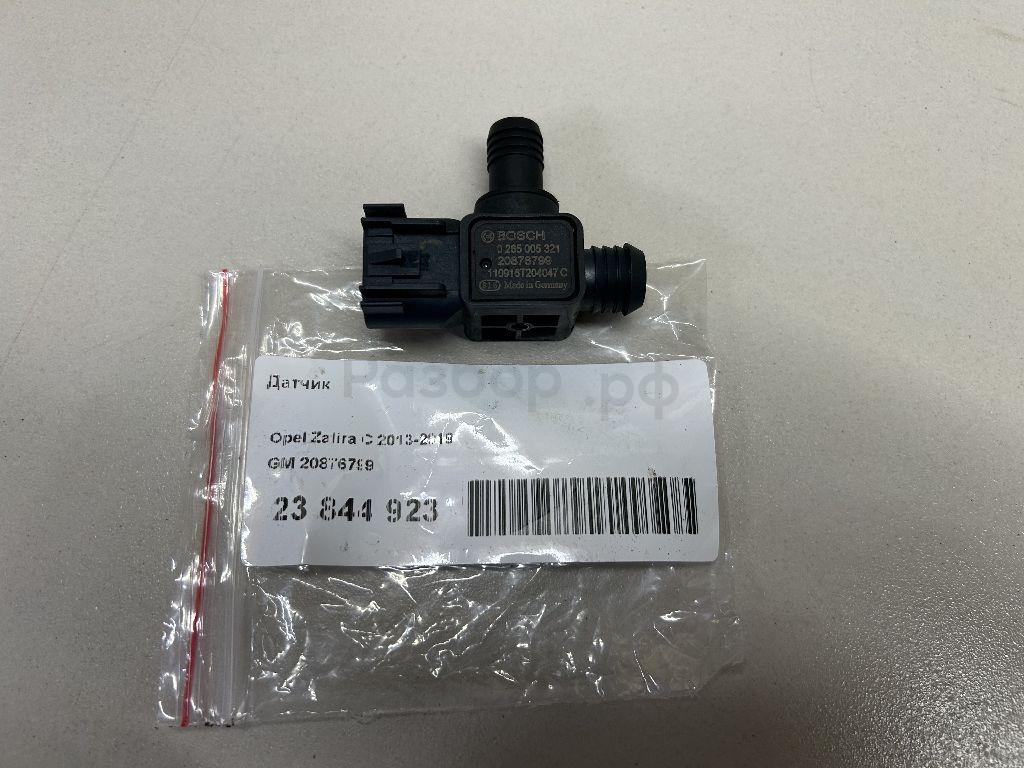 BOSCH
0 265 005 321
20876799
110916T204047 C
Made in Germany
Разбор.рф
Датчик
Opel Zafira C 2013-2019
GM 20876799
23 844 923